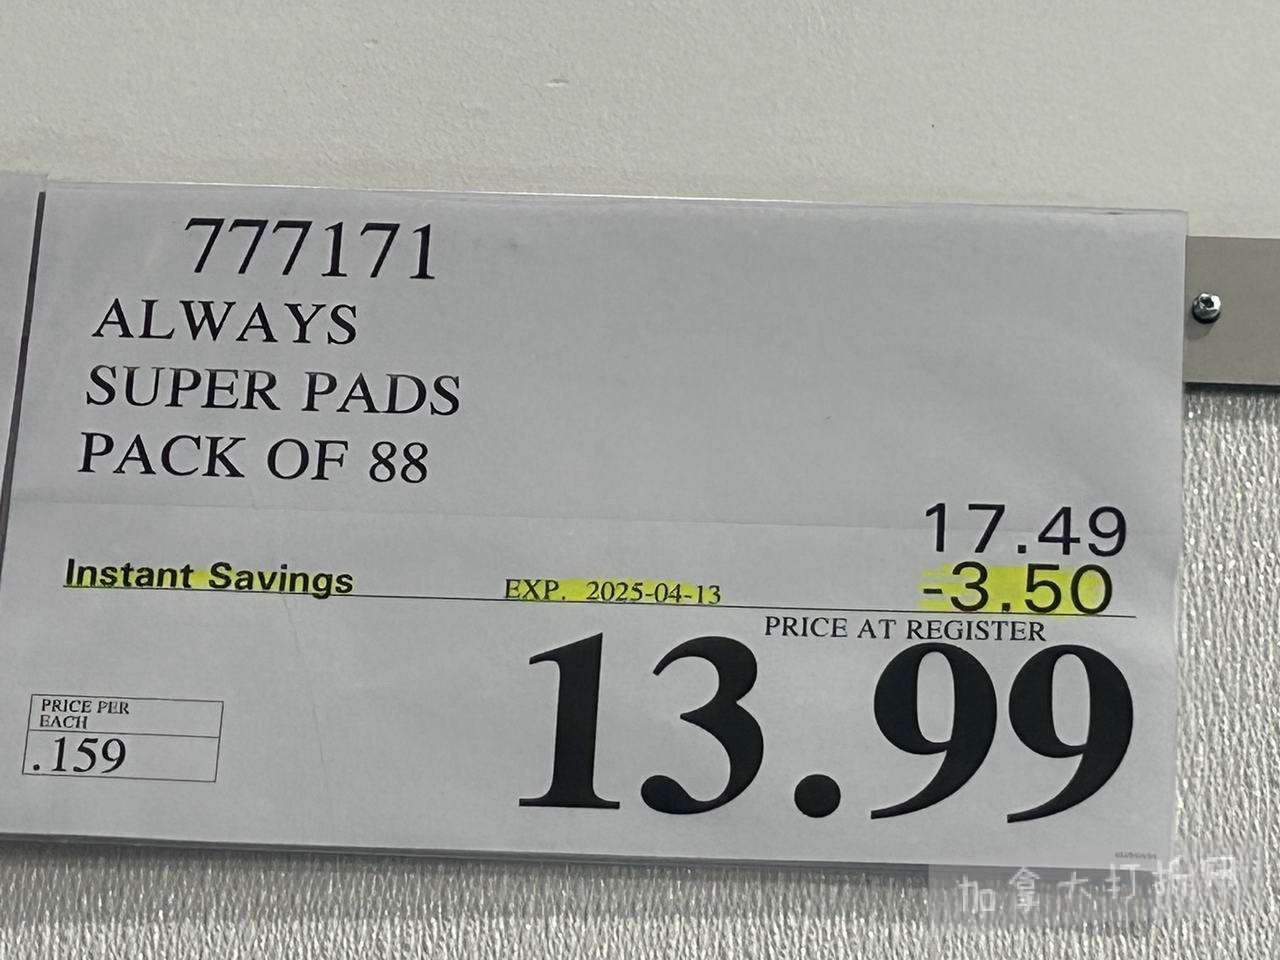 777171
ALWAYS
SUPER PADS
PACK OF 88
17.49
Instant Savings EXP. 2025-04-13 -3.50
PRICE AT REGISTER
13.99
PRICE PER
EACH
.159
加拿大打折网